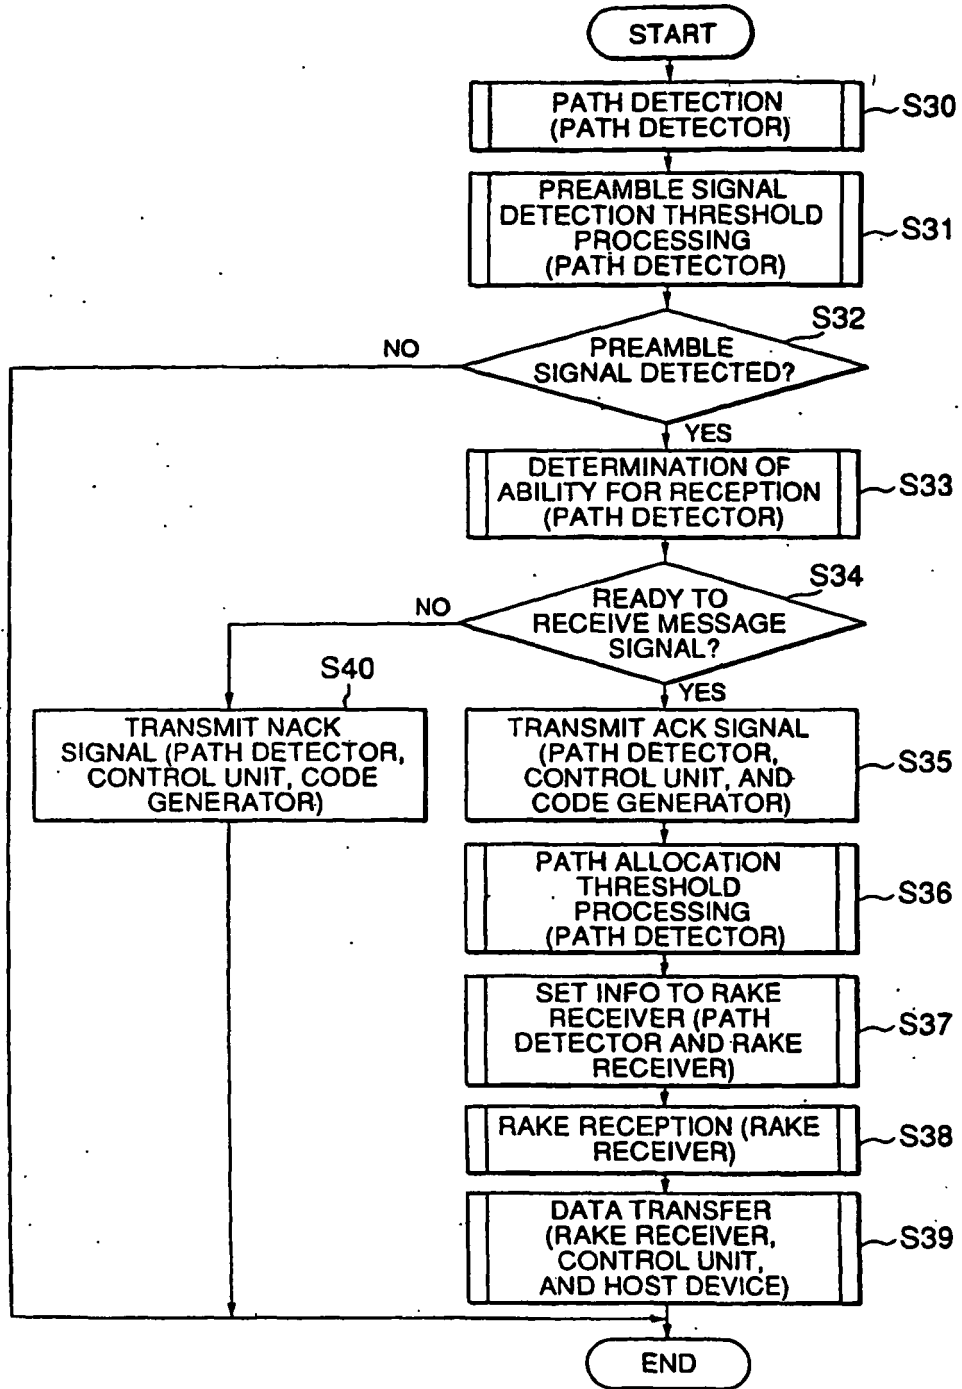 START
PATH DETECTION
(PATH DETECTOR)
S30
PREAMBLE SIGNAL
DETECTION THRESHOLD
PROCESSING
(PATH DETECTOR)
S31
S32
NO
PREAMBLE
SIGNAL DETECTED?
YES
DETERMINATION OF
ABILITY FOR RECEPTION
(PATH DETECTOR)
S33
S34
NO
READY TO
RECEIVE MESSAGE
SIGNAL?
YES
S40
TRANSMIT NACK
SIGNAL (PATH DETECTOR,
CONTROL UNIT, CODE
GENERATOR)
TRANSMIT ACK SIGNAL
(PATH DETECTOR,
CONTROL UNIT, AND
CODE GENERATOR)
S35
PATH ALLOCATION
THRESHOLD
PROCESSING
(PATH DETECTOR)
S36
SET INFO TO RAKE
RECEIVER (PATH
DETECTOR AND RAKE
RECEIVER)
S37
RAKE RECEPTION (RAKE
RECEIVER)
S38
DATA TRANSFER
(RAKE RECEIVER,
CONTROL UNIT,
AND HOST DEVICE)
S39
END